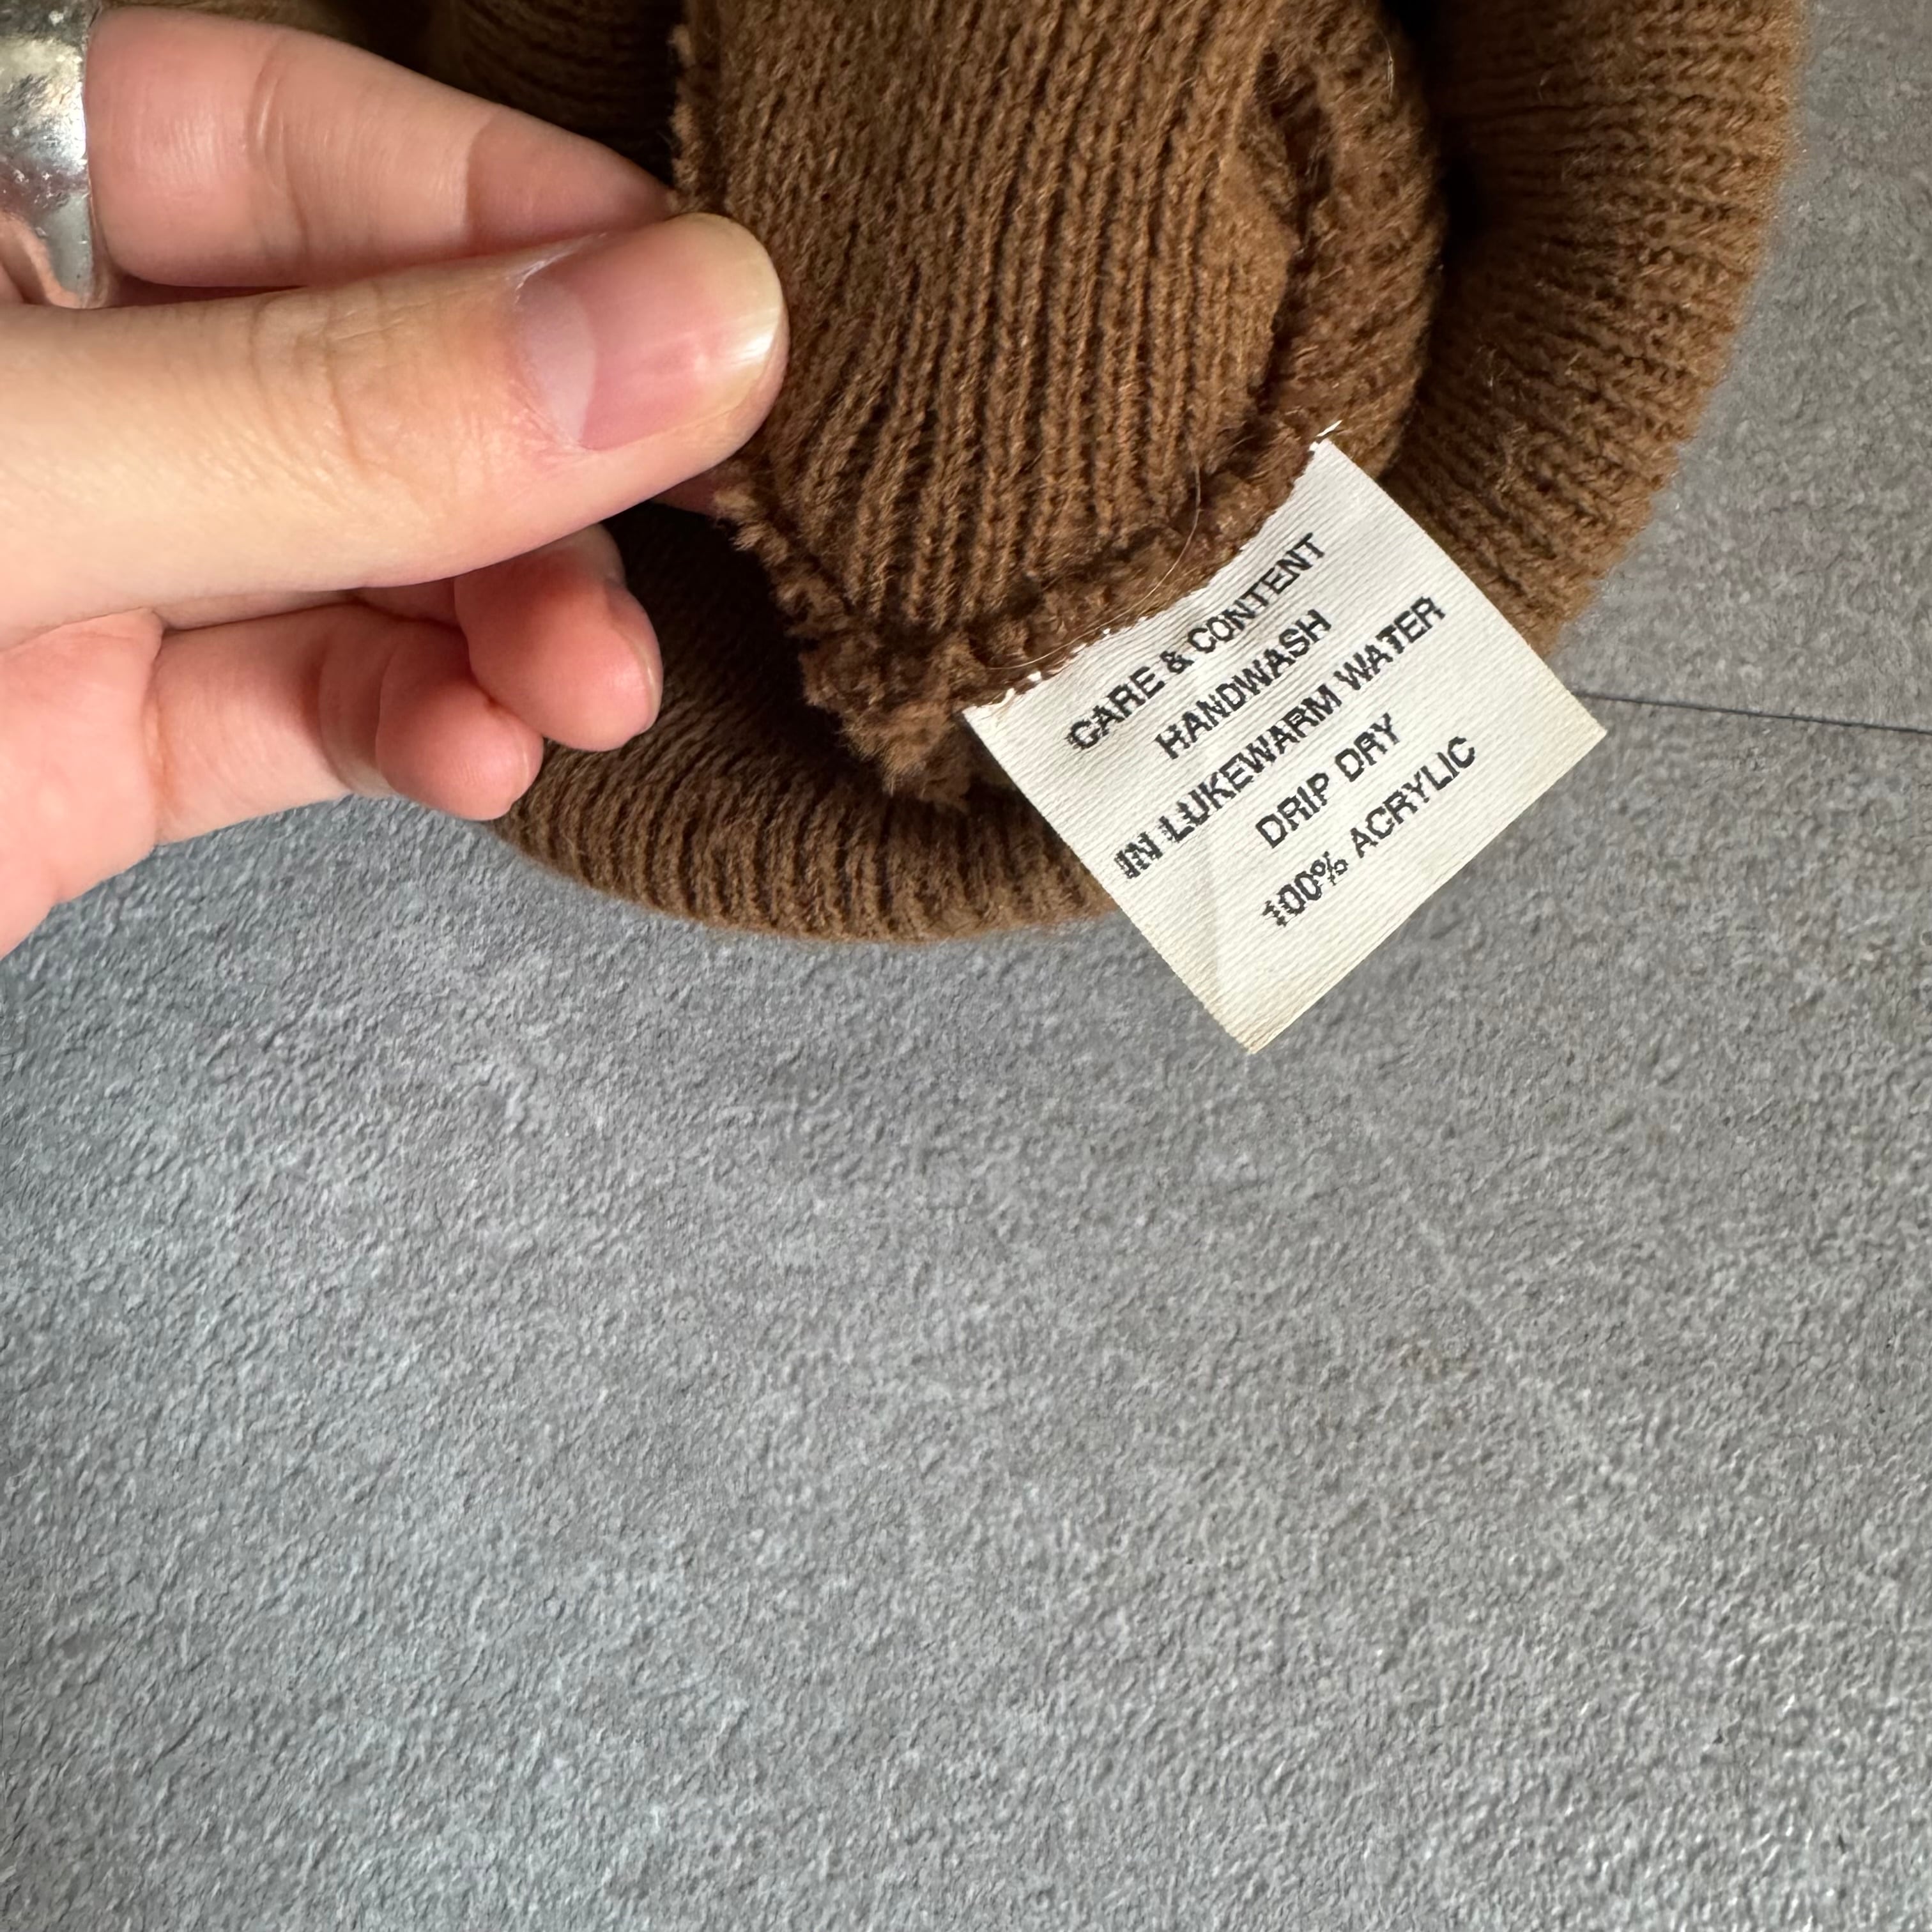 CARE & CONTENT
HANDWASH
IN LUKEWARM WATER
DRIP DRY
100% ACRYLIC